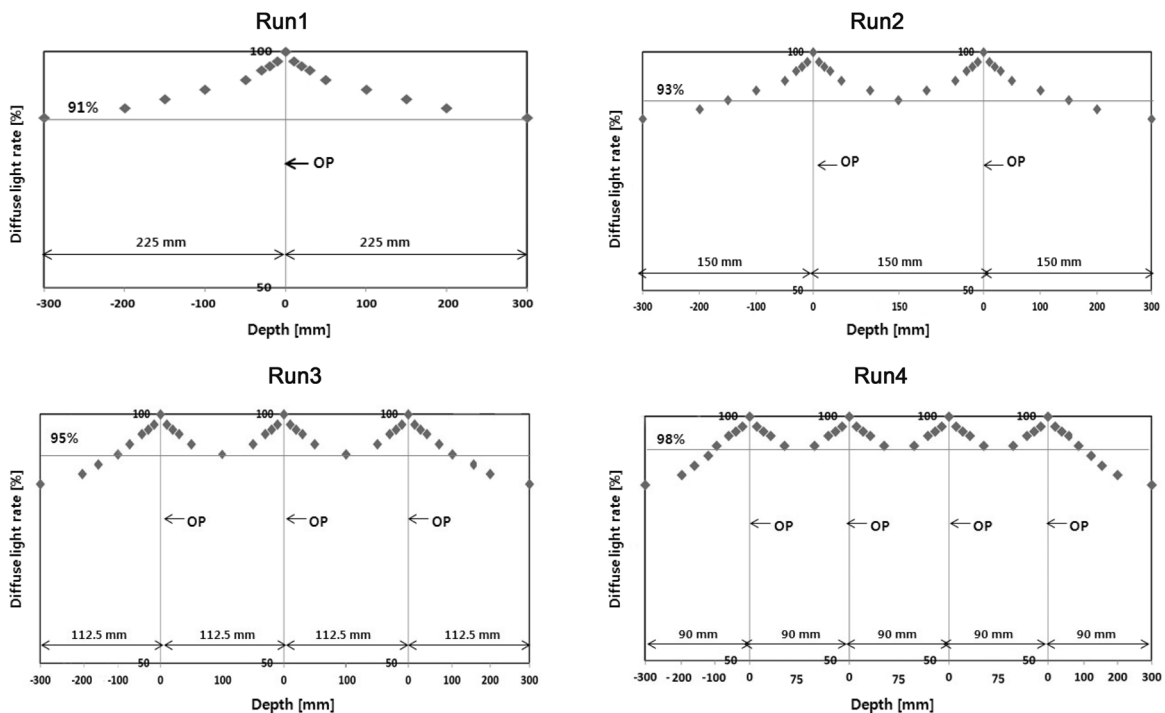 Run1
Diffuse light rate [%]
100
91%
OP
225 mm 225 mm
50
-300 -200 -100 0 100 200 300
Depth [mm]
Run2
Diffuse light rate [%]
100 100
93%
OP OP
150 mm 150 mm 150 mm
50 50
-300 -200 -100 0 150 0 100 200 300
Depth [mm]
Run3
Diffuse light rate [%]
100 100 100
95%
OP OP OP
112.5 mm 112.5 mm 112.5 mm 112.5 mm
50 50 50
-300 -200 -100 0 100 0 100 0 100 200 300
Depth [mm]
Run4
Diffuse light rate [%]
100 100 100 100
98%
OP OP OP OP
90 mm 90 mm 90 mm 90 mm 90 mm
50 50 50 50
-300 -200 -100 0 75 0 75 0 75 0 100 200 300
Depth [mm]